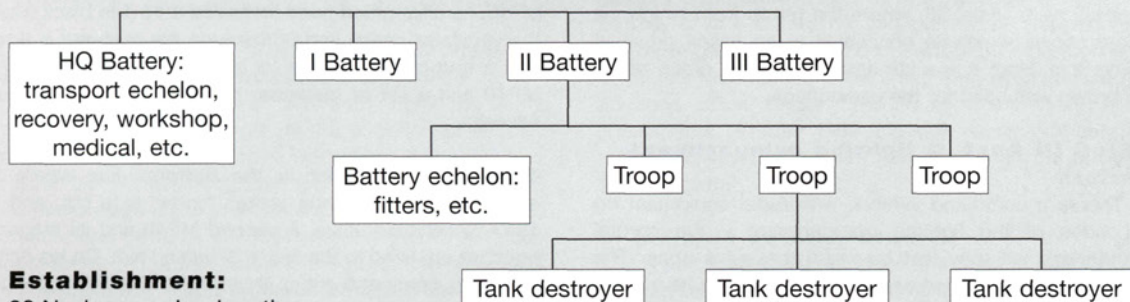 HQ Battery:
transport echelon,
recovery, workshop,
medical, etc.
I Battery
II Battery
III Battery
Battery echelon:
fitters, etc.
Troop
Troop
Troop
Establishment:
Tank destroyer
Tank destroyer
Tank destroyer